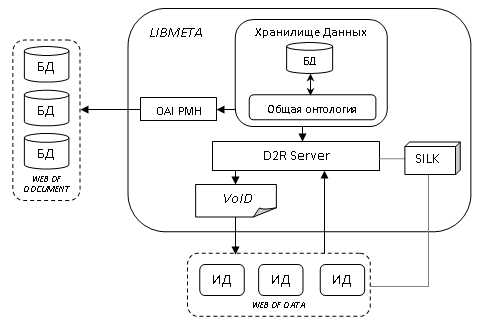 LIBMETA
Хранилище Данных
БД
Общая онтология
БД
БД
БД
WEB OF
DOCUMENT
OAI PMH
D2R Server
SILK
VoID
ИД
ИД
ИД
WEB OF DATA